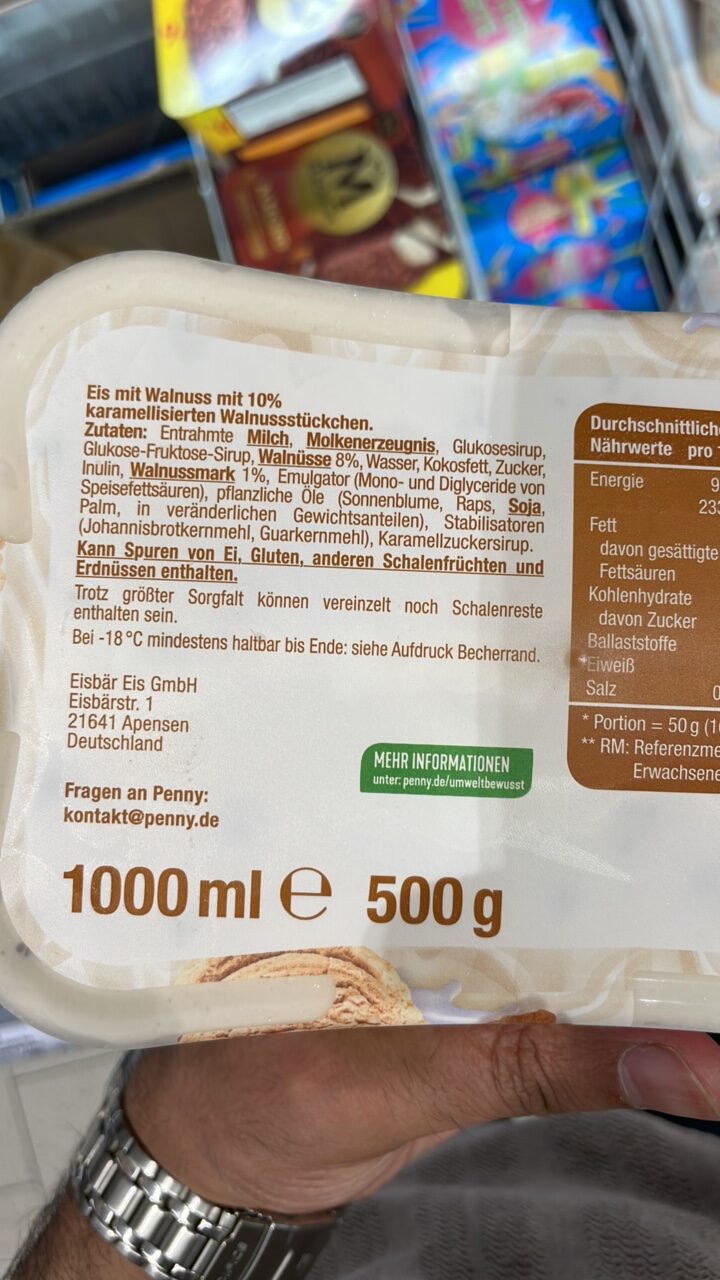 M
Eis mit Walnuss mit 10%
karamellisierten Walnussstückchen.
Zutaten: Entrahmte Milch, Molkenerzeugnis, Glukosesirup,
Glukose-Fruktose-Sirup, Walnüsse 8%, Wasser, Kokosfett, Zucker,
Inulin, Walnussmark 1%, Emulgator (Mono- und Diglyceride von
Speisefettsäuren), pflanzliche Öle (Sonnenblume, Raps, Soja,
Palm, in veränderlichen Gewichtsanteilen), Stabilisatoren
(Johannisbrotkernmehl, Guarkernmehl), Karamellzuckersirup.
Kann Spuren von Ei, Gluten, anderen Schalenfrüchten und
Erdnüssen enthalten.
Trotz größter Sorgfalt können vereinzelt noch Schalenreste
enthalten sein.
Bei -18 °C mindestens haltbar bis Ende: siehe Aufdruck Becherrand.
Eisbär Eis GmbH
Eisbärstr. 1
21641 Apensen
Deutschland
MEHR INFORMATIONEN
unter: penny.de/umweltbewusst
Fragen an Penny:
kontakt@penny.de
1000 ml e 500 g
Durchschnittliche
Nährwerte pro
Energie 9
233
Fett
davon gesättigte
Fettsäuren
Kohlenhydrate
davon Zucker
Ballaststoffe
Eiweiß
Salz 0
* Portion = 50 g (1
** RM: Referenzme
Erwachsene